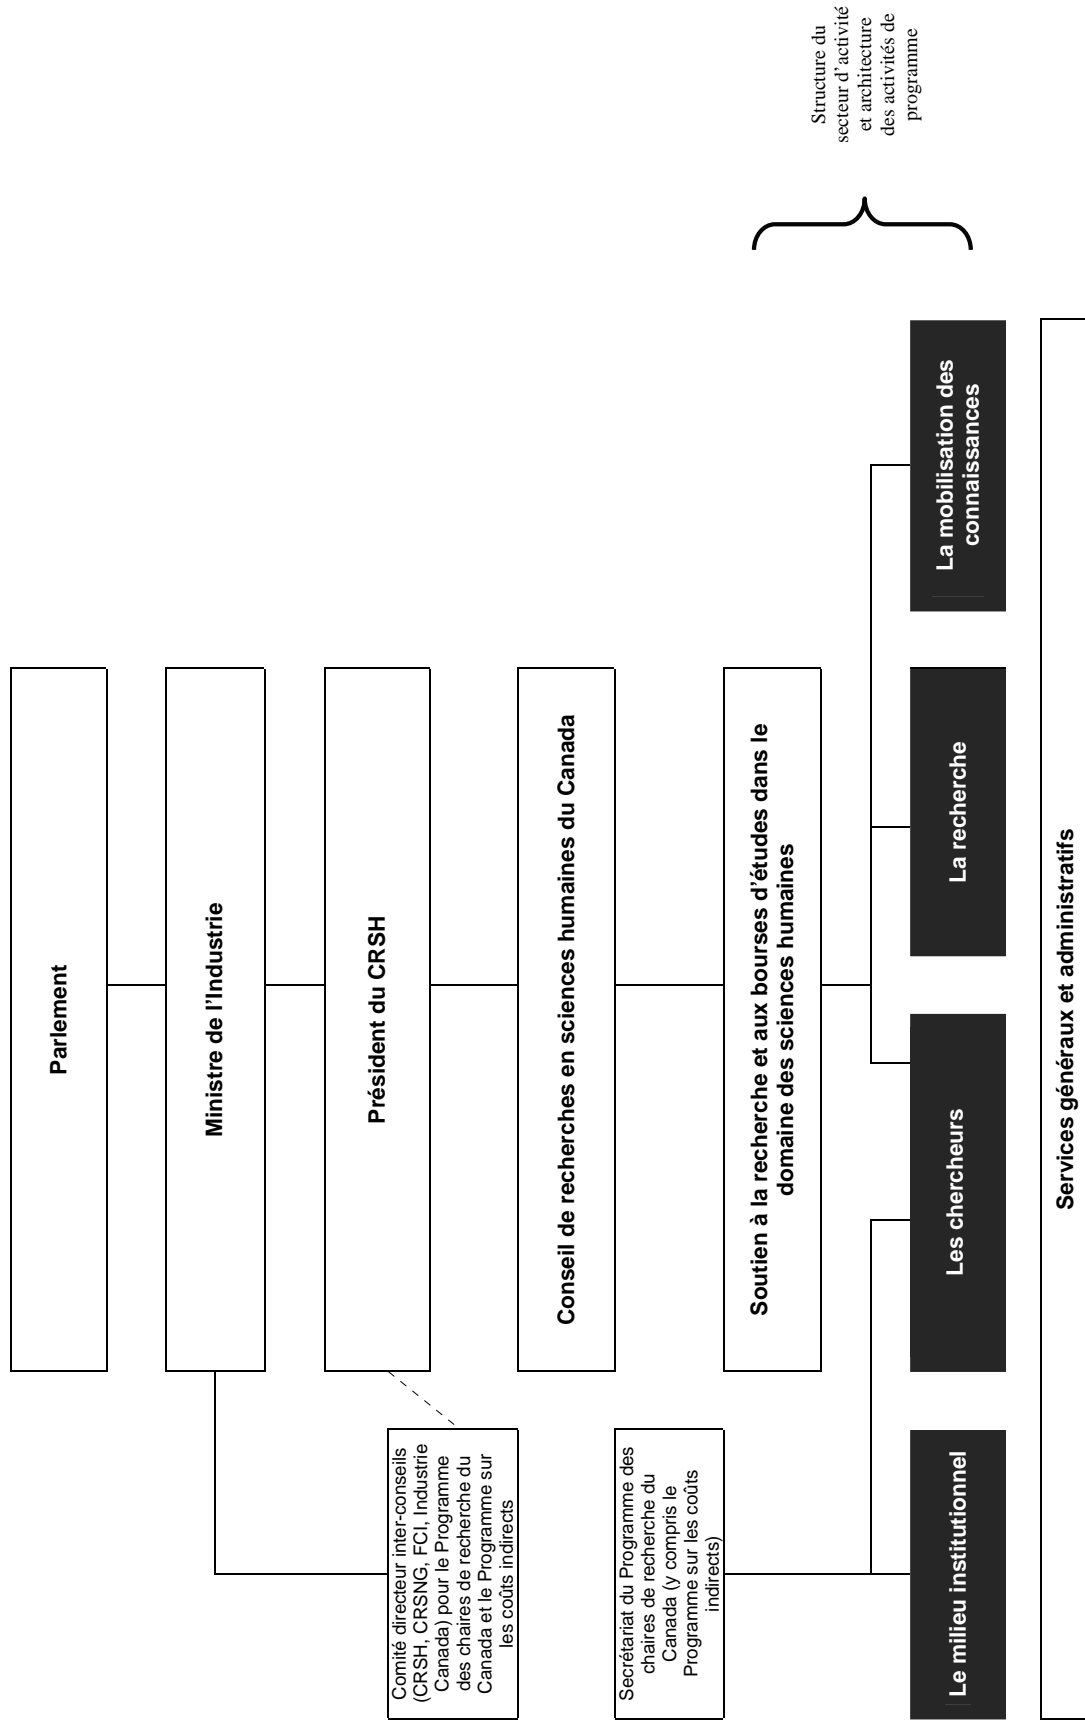 Parlement
Ministre de l'Industrie
Président du CRSH
Comité directeur inter-conseils
(CRSH, CRSNG, FCI, Industrie
Canada) pour le Programme
des chaires de recherche du
Canada et le Programme sur
les coûts indirects
Conseil de recherches en sciences humaines du Canada
Secrétariat du Programme des
chaires de recherche du
Canada (y compris le
Programme sur les coûts
indirects)
Soutien à la recherche et aux bourses d'études dans le
domaine des sciences humaines
Structure du
secteur d'activité
et architecture
des activités de
programme
Le milieu institutionnel
Les chercheurs
La recherche
La mobilisation des
connaissances
Services généraux et administratifs